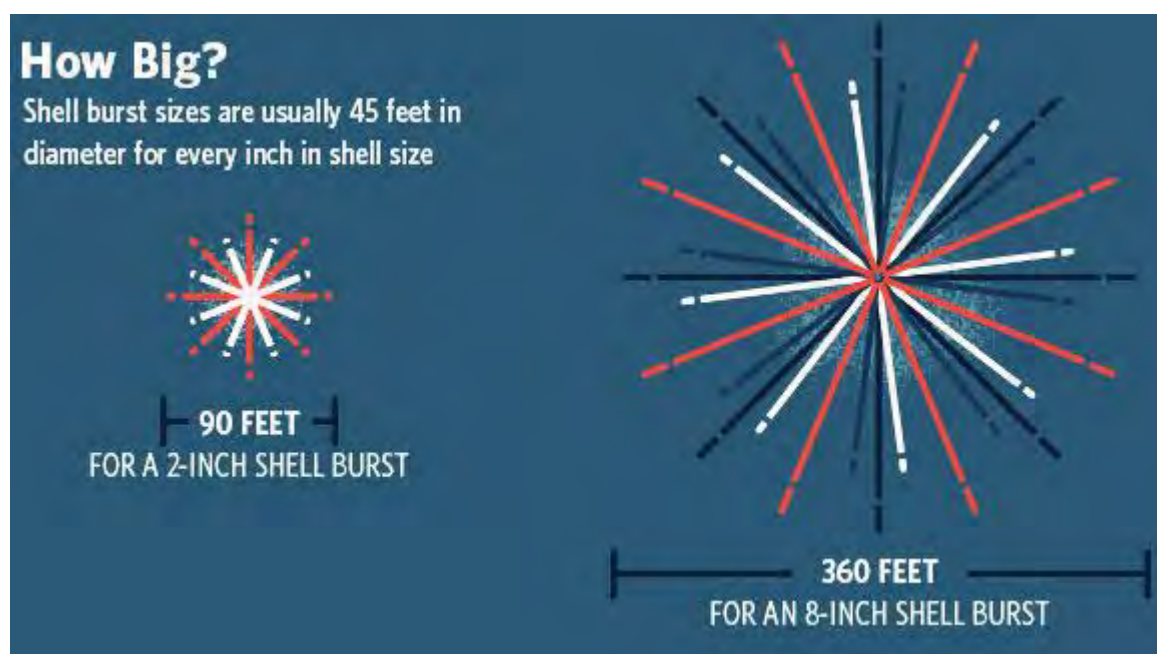 How Big?
Shell burst sizes are usually 45 feet in
diameter for every inch in shell size
90 FEET
FOR A 2-INCH SHELL BURST
360 FEET
FOR AN 8-INCH SHELL BURST